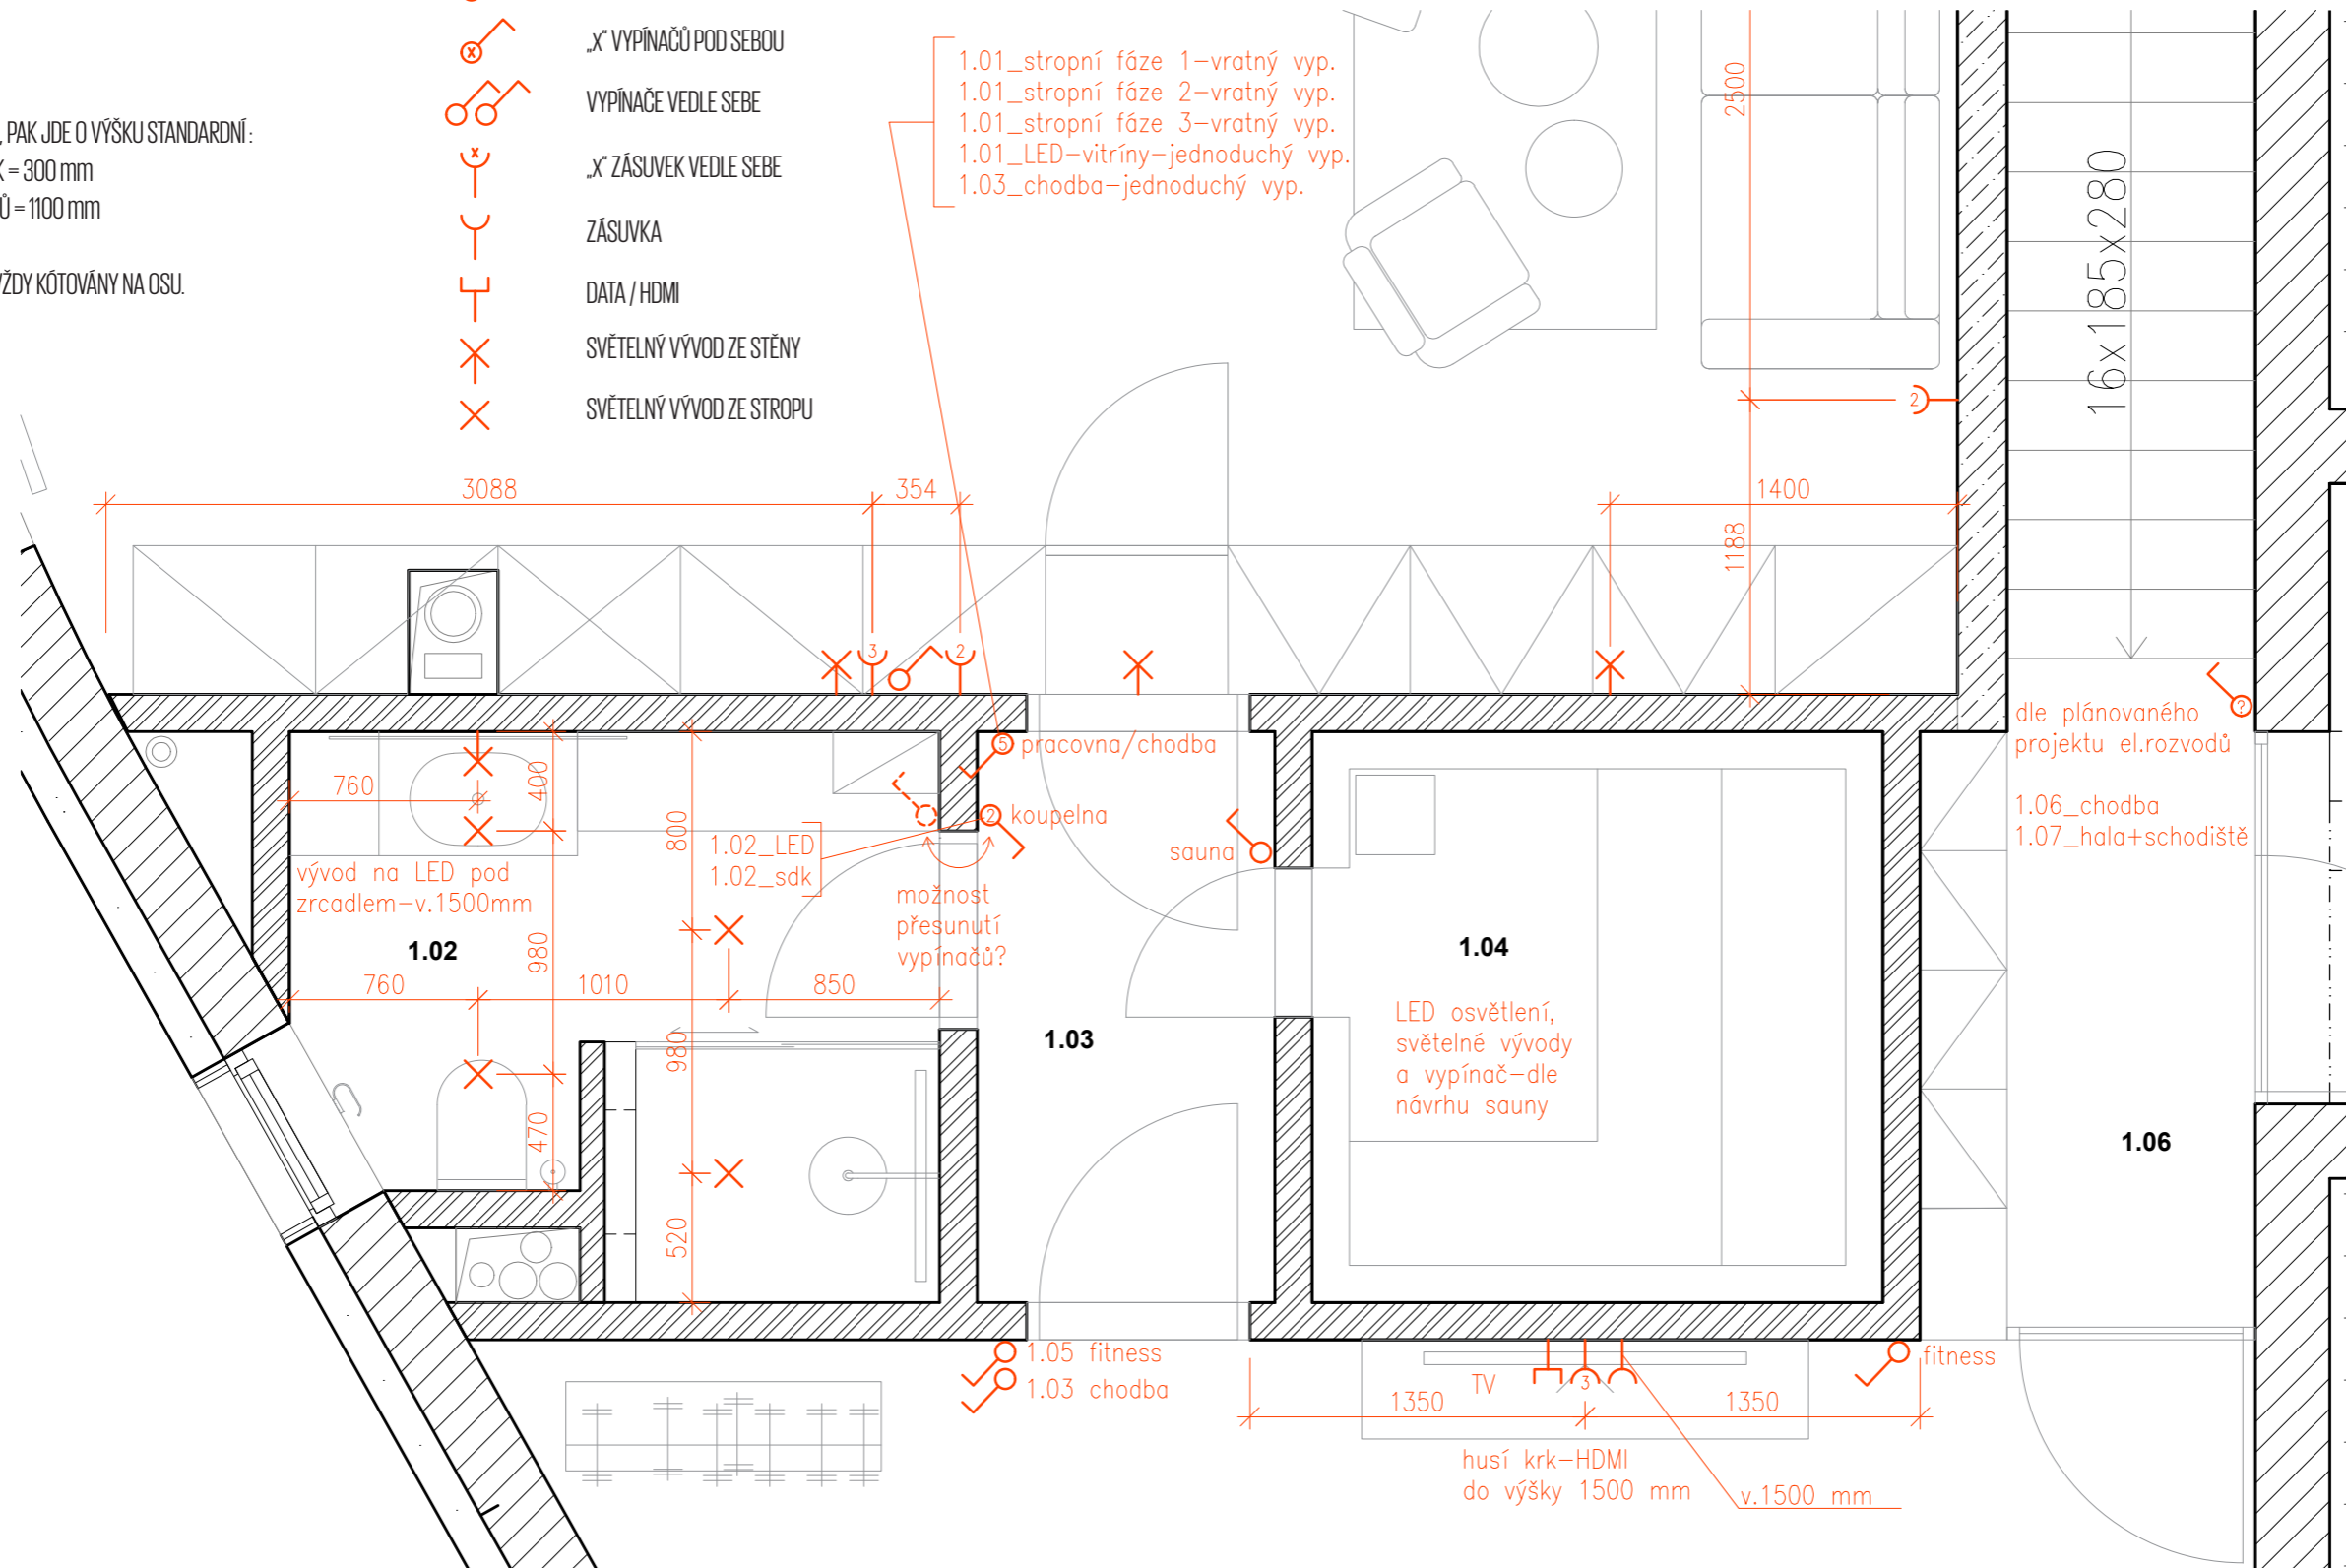 „x“ VYPÍNAČŮ POD SEBOU
VYPÍNAČE VEDLE SEBE
„x“ ZÁSUVEK VEDLE SEBE
ZÁSUVKA
DATA / HDMI
SVĚTELNÝ VÝVOD ZE STĚNY
SVĚTELNÝ VÝVOD ZE STROPU
, PAK JDE O VÝŠKU STANDARDNÍ :
K = 300 mm
Ů = 1100 mm
VŽDY KÓTOVÁNY NA OSU.
x
x
1.01_stropní fáze 1-vratný vyp.
1.01_stropní fáze 2-vratný vyp.
1.01_stropní fáze 3-vratný vyp.
1.01_LED-vitríny-jednoduchý vyp.
1.03_chodba-jednoduchý vyp.
2500
16x185x280
2
3088
354
1400
1188
3
2
?
dle plánovaného
projektu el.rozvodů
1.06_chodba
1.07_hala+schodiště
5 pracovna/chodba
760
400
800
2 koupelna
1.02_LED
1.02_sdk
sauna
vývod na LED pod
zrcadlem-v.1500mm
možnost
přesunutí
vypínačů?
1.02
980
760
1010
850
1.04
LED osvětlení,
světelné vývody
a vypínač-dle
návrhu sauny
1.03
980
470
520
1.06
1.05 fitness
1.03 chodba
TV
3
fitness
1350
1350
husí krk-HDMI
do výšky 1500 mm
v.1500 mm